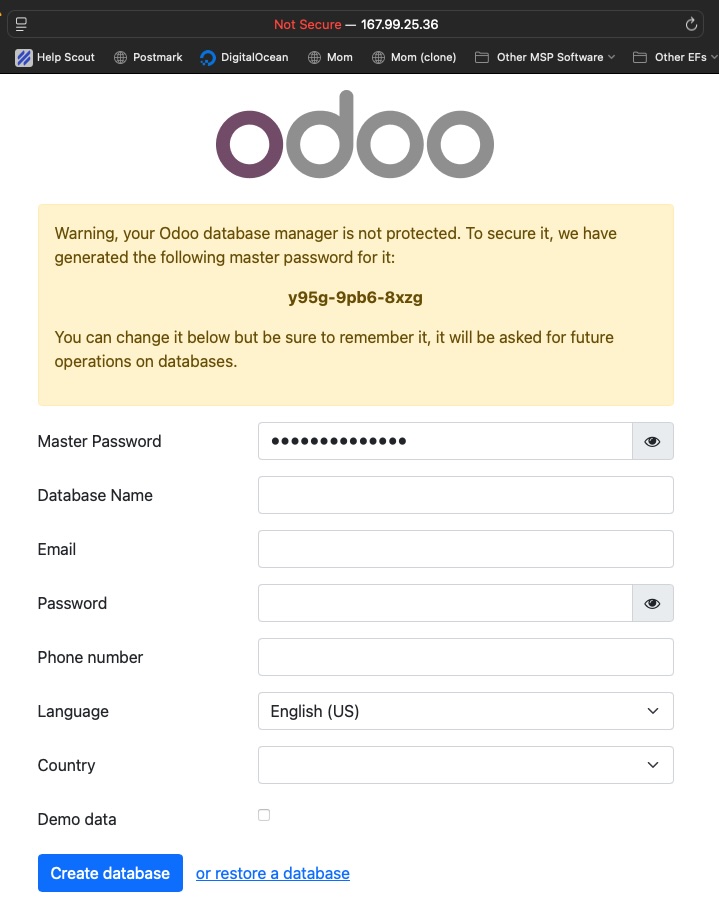 Not Secure — 167.99.25.36
Help Scout Postmark DigitalOcean Mom Mom (clone) Other MSP Software Other EFs
odoo
Warning, your Odoo database manager is not protected. To secure it, we have
generated the following master password for it:
y95g-9pb6-8xzg
You can change it below but be sure to remember it, it will be asked for future
operations on databases.
Master Password ●●●●●●●●●●●●●●
Database Name
Email
Password
Phone number
Language English (US)
Country
Demo data
Create database or restore a database